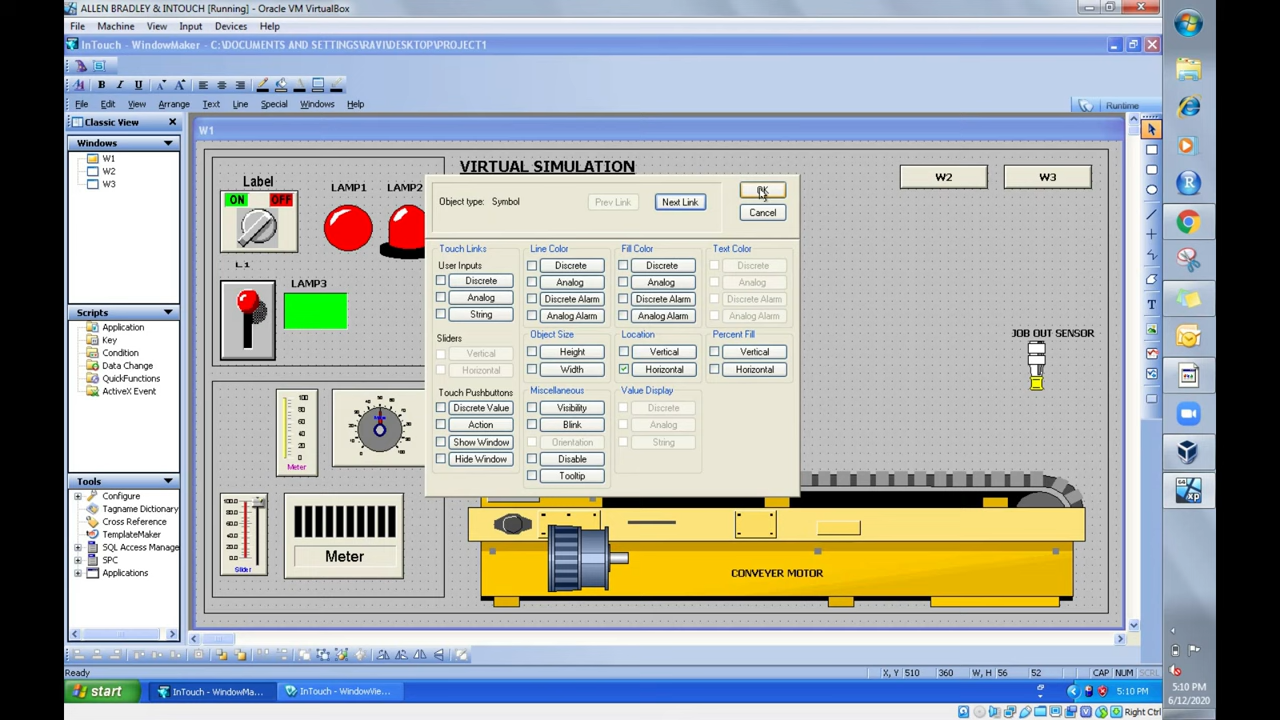 ALLEN BRADLEY & INTOUCH [Running] - Oracle VM VirtualBox
File Machine View Input Devices Help
InTouch - WindowMaker - C:\DOCUMENTS AND SETTINGS\RAVI\DESKTOP\PROJECT1
B I U
File Edit View Arrange Text Line Special Windows Help
Runtime
Classic View
Windows
W1
W2
W3
Scripts
Application
Key
Condition
Data Change
QuickFunctions
ActiveX Event
Tools
Configure
Tagname Dictionary
Cross Reference
TemplateMaker
SQL Access Manage
SPC
Applications
W1
VIRTUAL SIMULATION
W2
W3
Label
ON OFF
LAMP1
LAMP2
L1
LAMP3
Meter
Slider
Meter
JOB OUT SENSOR
CONVEYER MOTOR
Object type: Symbol
Prev Link
Next Link
OK
Cancel
Touch Links
User Inputs
Discrete
Analog
String
Sliders
Vertical
Horizontal
Touch Pushbuttons
Discrete Value
Action
Show Window
Hide Window
Line Color
Discrete
Analog
Discrete Alarm
Analog Alarm
Object Size
Height
Width
Miscellaneous
Visibility
Blink
Orientation
Disable
Tooltip
Fill Color
Discrete
Analog
Discrete Alarm
Analog Alarm
Location
Vertical
Horizontal
Value Display
Discrete
Analog
String
Text Color
Discrete
Analog
Discrete Alarm
Analog Alarm
Percent Fill
Vertical
Horizontal
Ready
X, Y 510 360 W, H 56 52
CAP NUM SCRL
start
InTouch - WindowMa...
InTouch - WindowVie...
5:10 PM
Right Ctrl
5:10 PM
6/12/2020